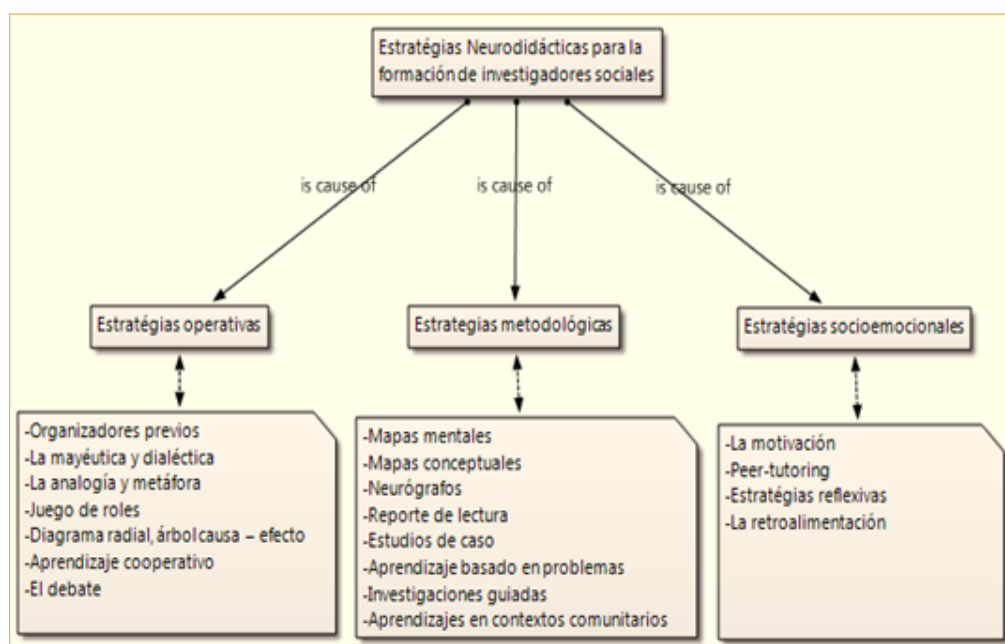 Estratégias Neurodidácticas para la
formación de investigadores sociales
is cause of
is cause of
is cause of
Estratégias operativas
Estrategias metodológicas
Estratégias socioemocionales
-Organizadores previos
-La mayéutica y dialéctica
-La analogía y metáfora
-Juego de roles
-Diagrama radial, árbol causa – efecto
-Aprendizaje cooperativo
-El debate
-Mapas mentales
-Mapas conceptuales
-Neurógrafos
-Reporte de lectura
-Estudios de caso
-Aprendizaje basado en problemas
-Investigaciones guiadas
-Aprendizajes en contextos comunitarios
-La motivación
-Peer-tutoring
-Estratégias reflexivas
-La retroalimentación